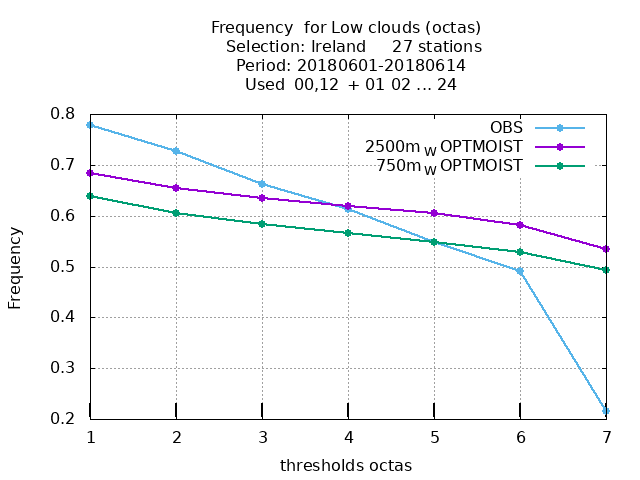 Frequency  for Low clouds (octas)
Selection: Ireland     27 stations
Period: 20180601-20180614
Used  00,12  + 01 02 ... 24
0.8
0.7
0.6
0.5
0.4
0.3
0.2
Frequency
OBS
2500m W OPTMOIST
750m W OPTMOIST
1 2 3 4 5 6 7
thresholds octas